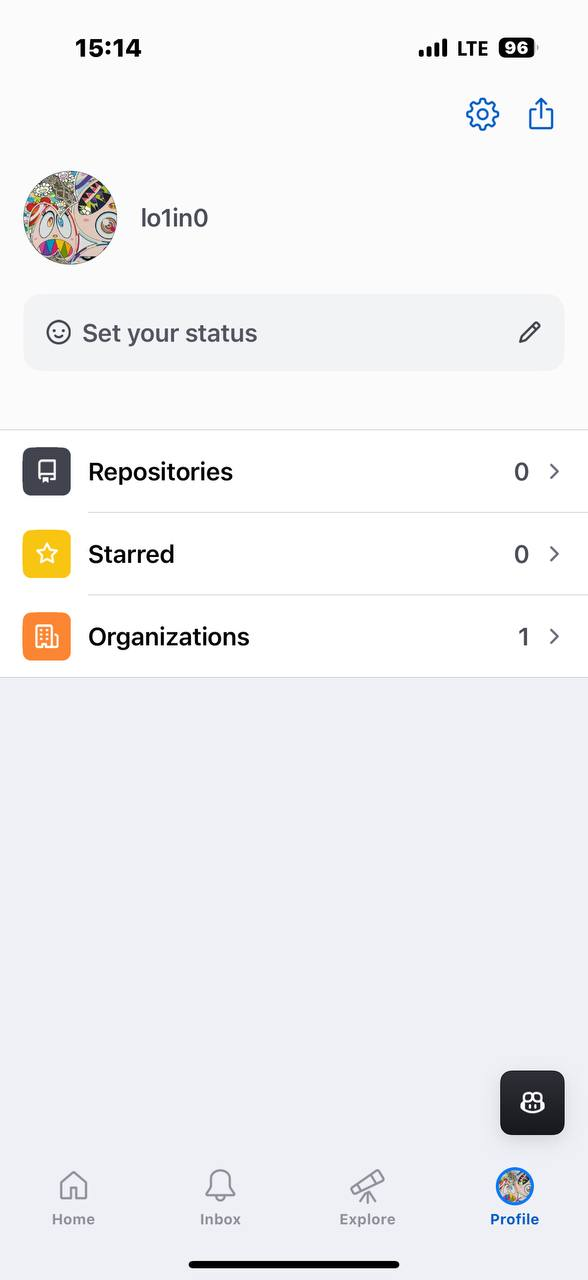 15:14
LTE 96
lo1in0
Set your status
Repositories 0
Starred 0
Organizations 1
Home Inbox Explore Profile